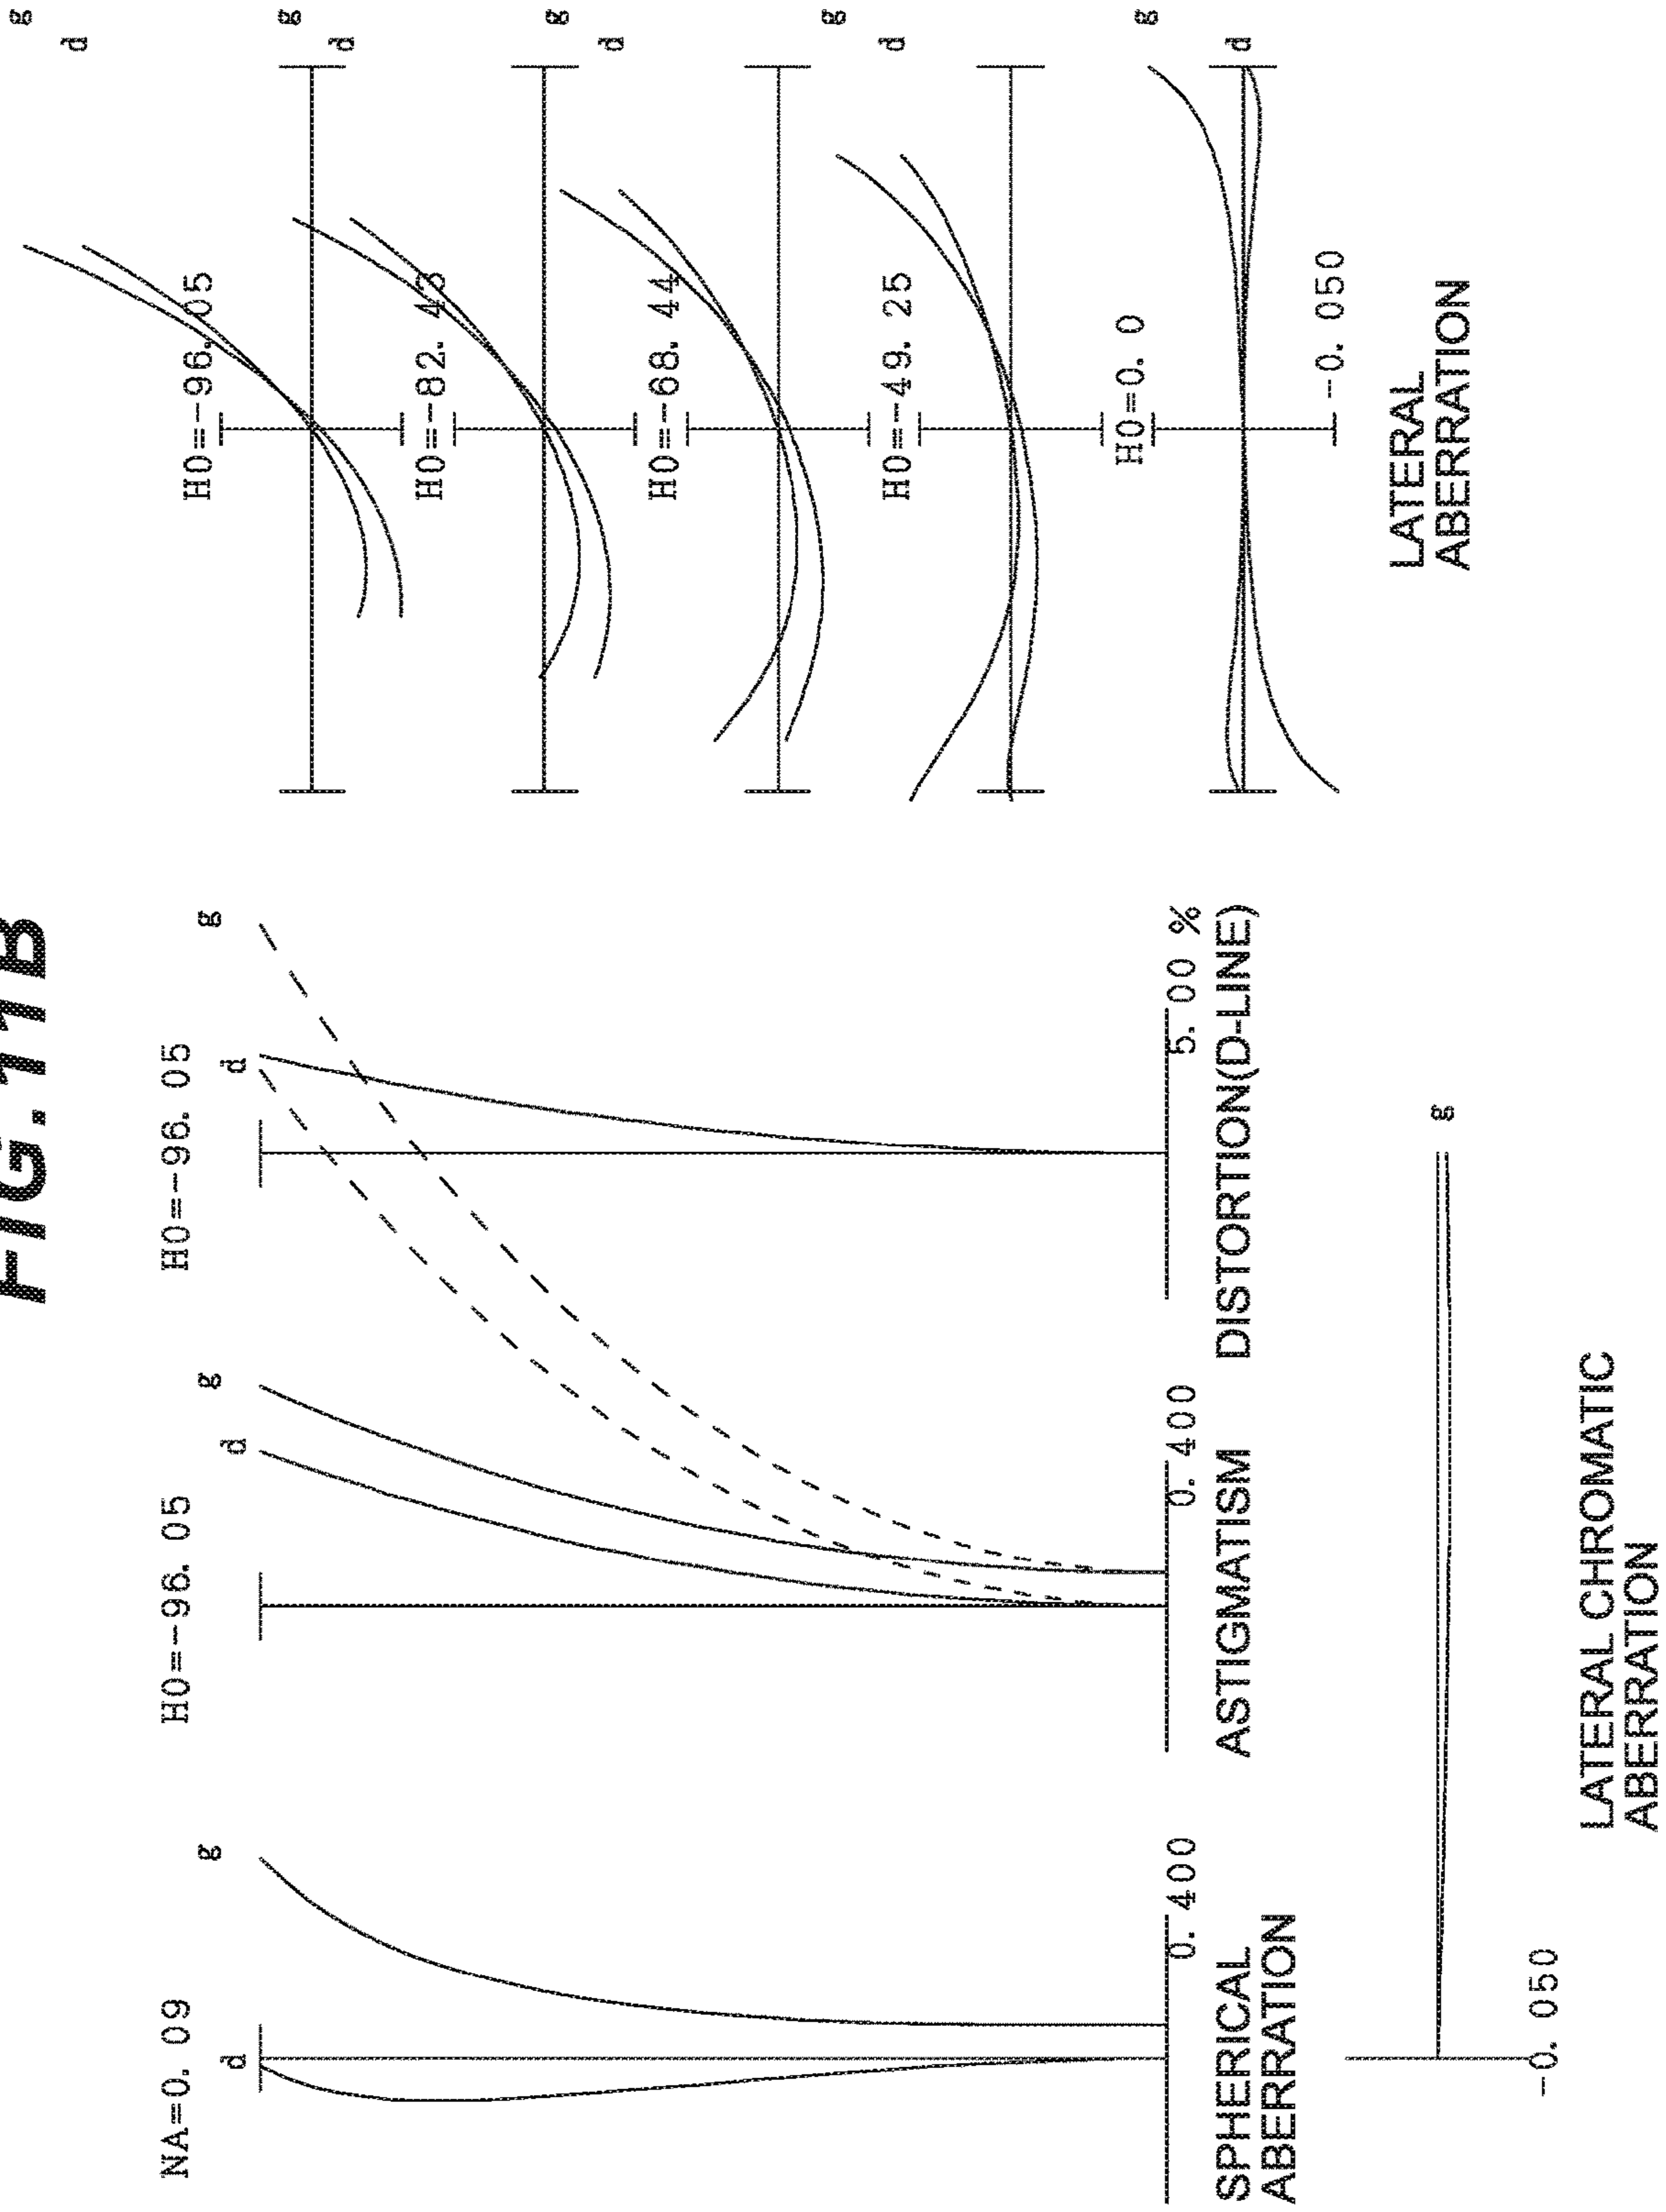 FIG.11B
NA=0. 09
d
g
0. 400
SPHERICAL
ABERRATION
H0=-96. 05
d
g
0. 400
ASTIGMATISM
H0=-96. 05
d
g
5. 00 %
DISTORTION(D-LINE)
g
-0. 050
LATERAL CHROMATIC
ABERRATION
g
d
H0=-96. 05
g
d
H0=-82. 43
g
d
H0=-68. 44
g
d
H0=-49. 25
g
d
H0=0. 0
-0. 050
LATERAL
ABERRATION